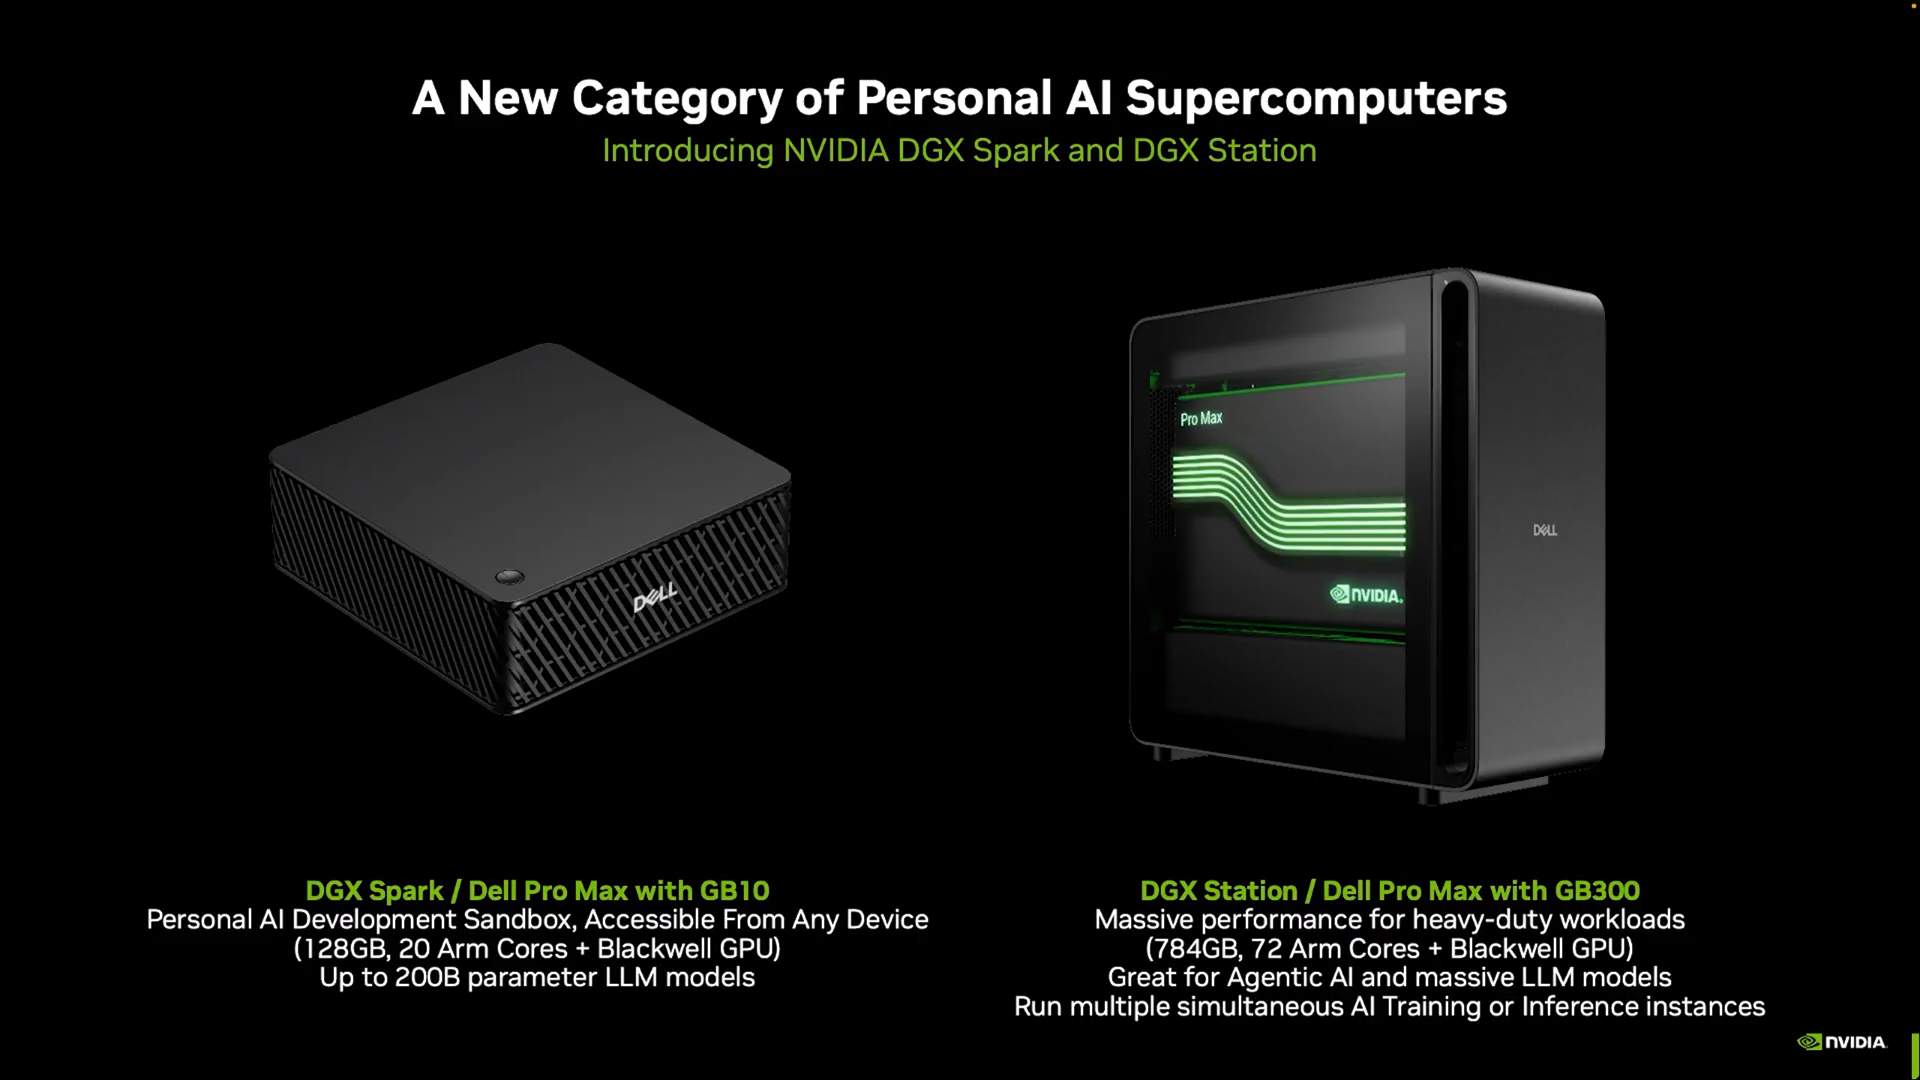 A New Category of Personal AI Supercomputers
Introducing NVIDIA DGX Spark and DGX Station
Pro Max
DELL
NVIDIA.
DELL
DGX Spark / Dell Pro Max with GB10
Personal AI Development Sandbox, Accessible From Any Device
(128GB, 20 Arm Cores + Blackwell GPU)
Up to 200B parameter LLM models
DGX Station / Dell Pro Max with GB300
Massive performance for heavy-duty workloads
(784GB, 72 Arm Cores + Blackwell GPU)
Great for Agentic AI and massive LLM models
Run multiple simultaneous AI Training or Inference instances
NVIDIA.